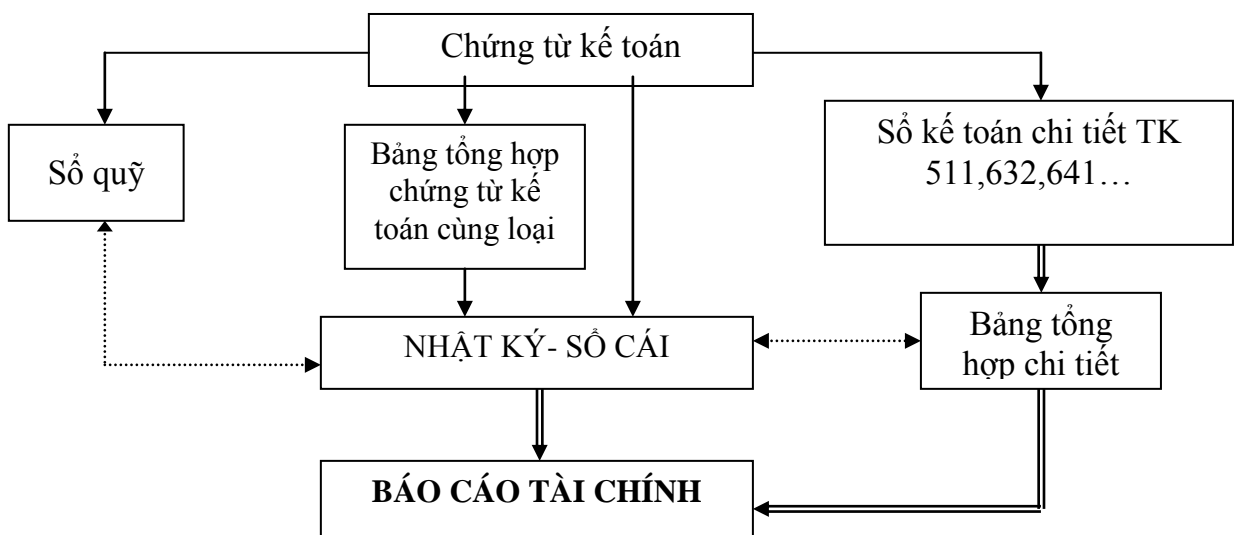 Chứng từ kế toán
Sổ quỹ
Bảng tổng hợp
chứng từ kế
toán cùng loại
Sổ kế toán chi tiết TK
511,632,641…
NHẬT KÝ- SỔ CÁI
Bảng tổng
hợp chi tiết
BÁO CÁO TÀI CHÍNH